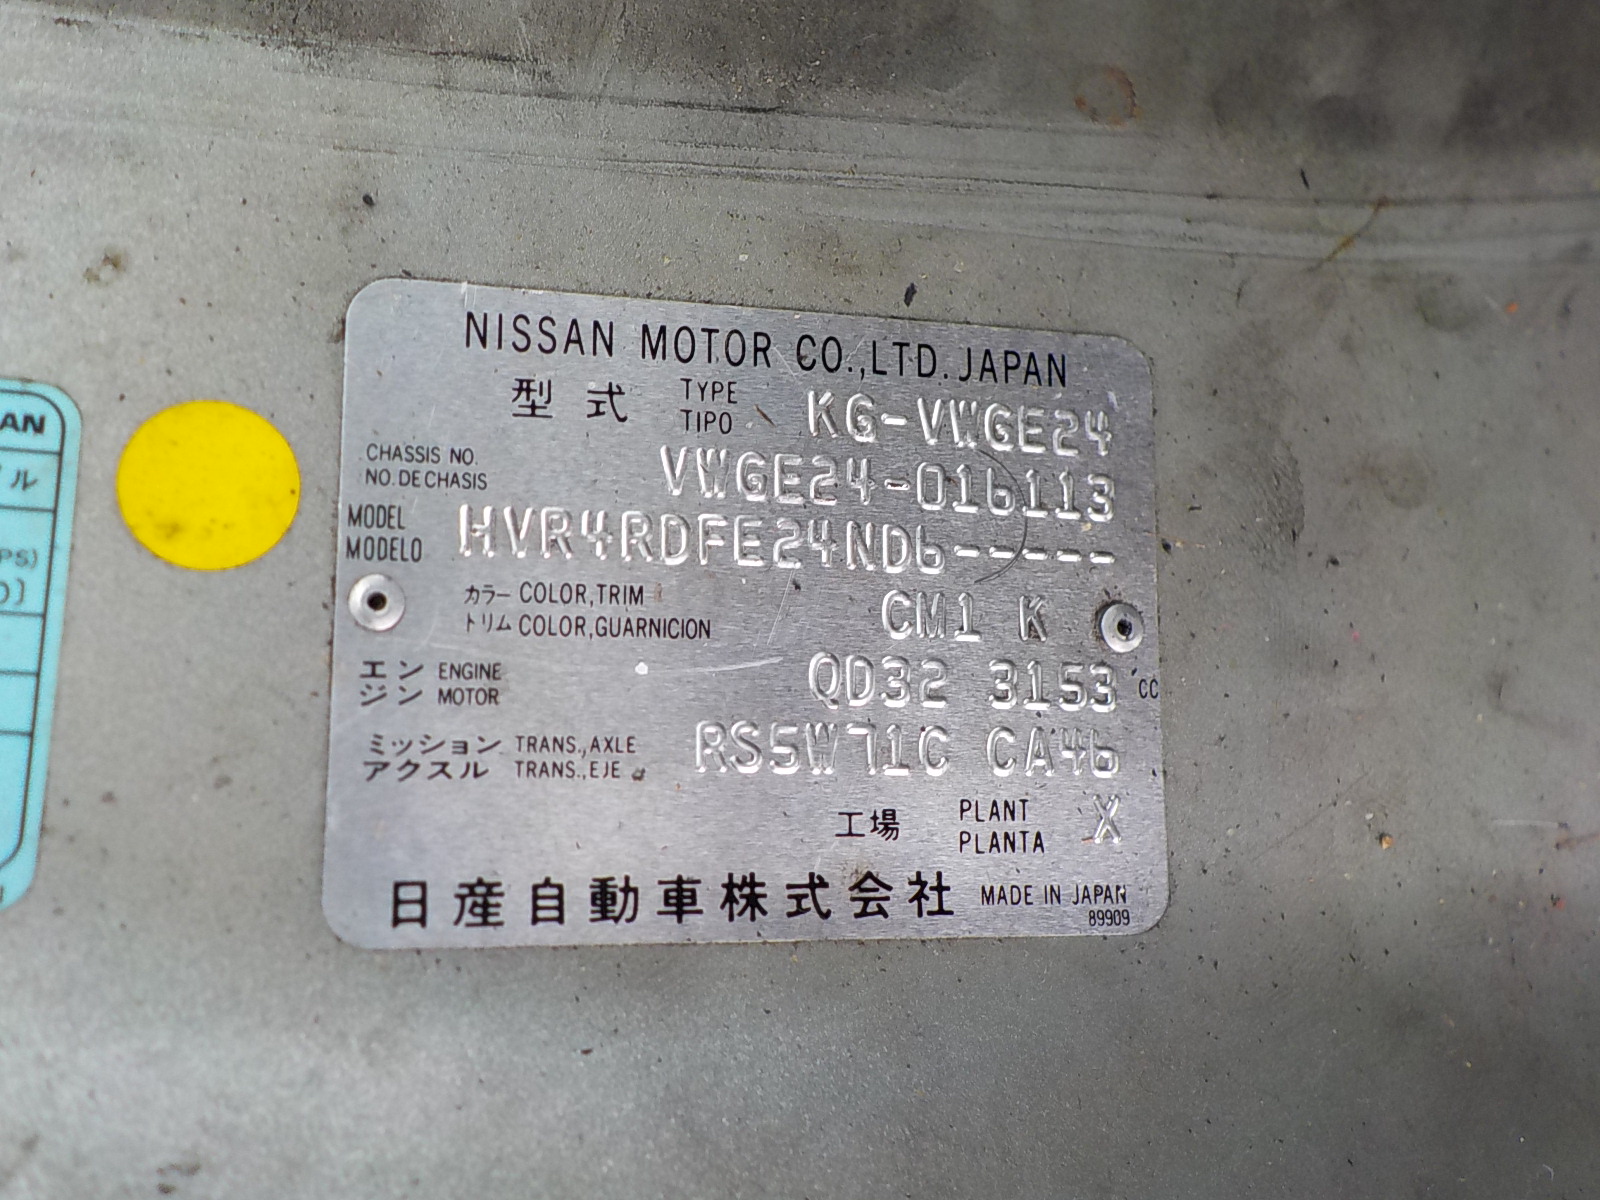 NISSAN MOTOR CO.,LTD. JAPAN
型式 TYPE TIPO KG-VWGE24
CHASSIS NO. NO. DE CHASIS VWGE24-016113
MODEL MODELO HVR4RDFE24ND6-----
カラー COLOR,TRIM
トリム COLOR,GUARNICION CM1 K
エン ENGINE
ジン MOTOR QD32 3153 CC
ミッション TRANS.,AXLE
アクスル TRANS.,EJE RS5W71C CA46
工場 PLANT PLANTA X
日産自動車株式会社 MADE IN JAPAN
89909
AN
ル
PS)